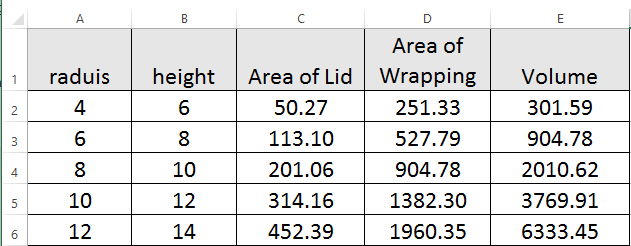 A B C D E
1 raduis height Area of Lid Area of Wrapping Volume
2 4 6 50.27 251.33 301.59
3 6 8 113.10 527.79 904.78
4 8 10 201.06 904.78 2010.62
5 10 12 314.16 1382.30 3769.91
6 12 14 452.39 1960.35 6333.45